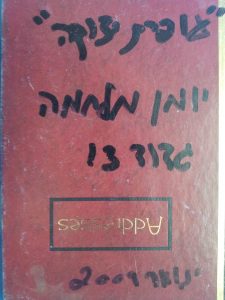 "עופרת יצוקה"
יומן מלחמה
גדוד 13
Addresses
ינואר 2009